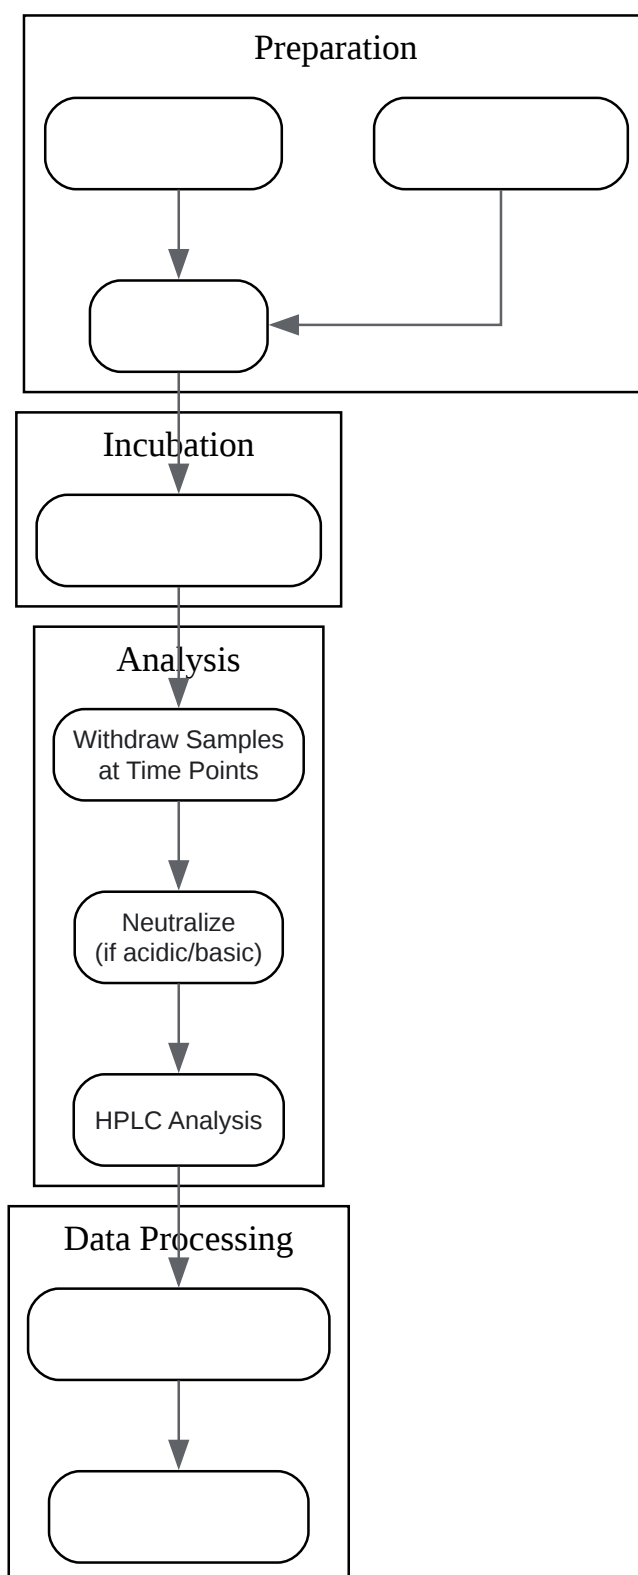 Preparation
Incubation
Analysis
Withdraw Samples
at Time Points
Neutralize
(if acidic/basic)
HPLC Analysis
Data Processing